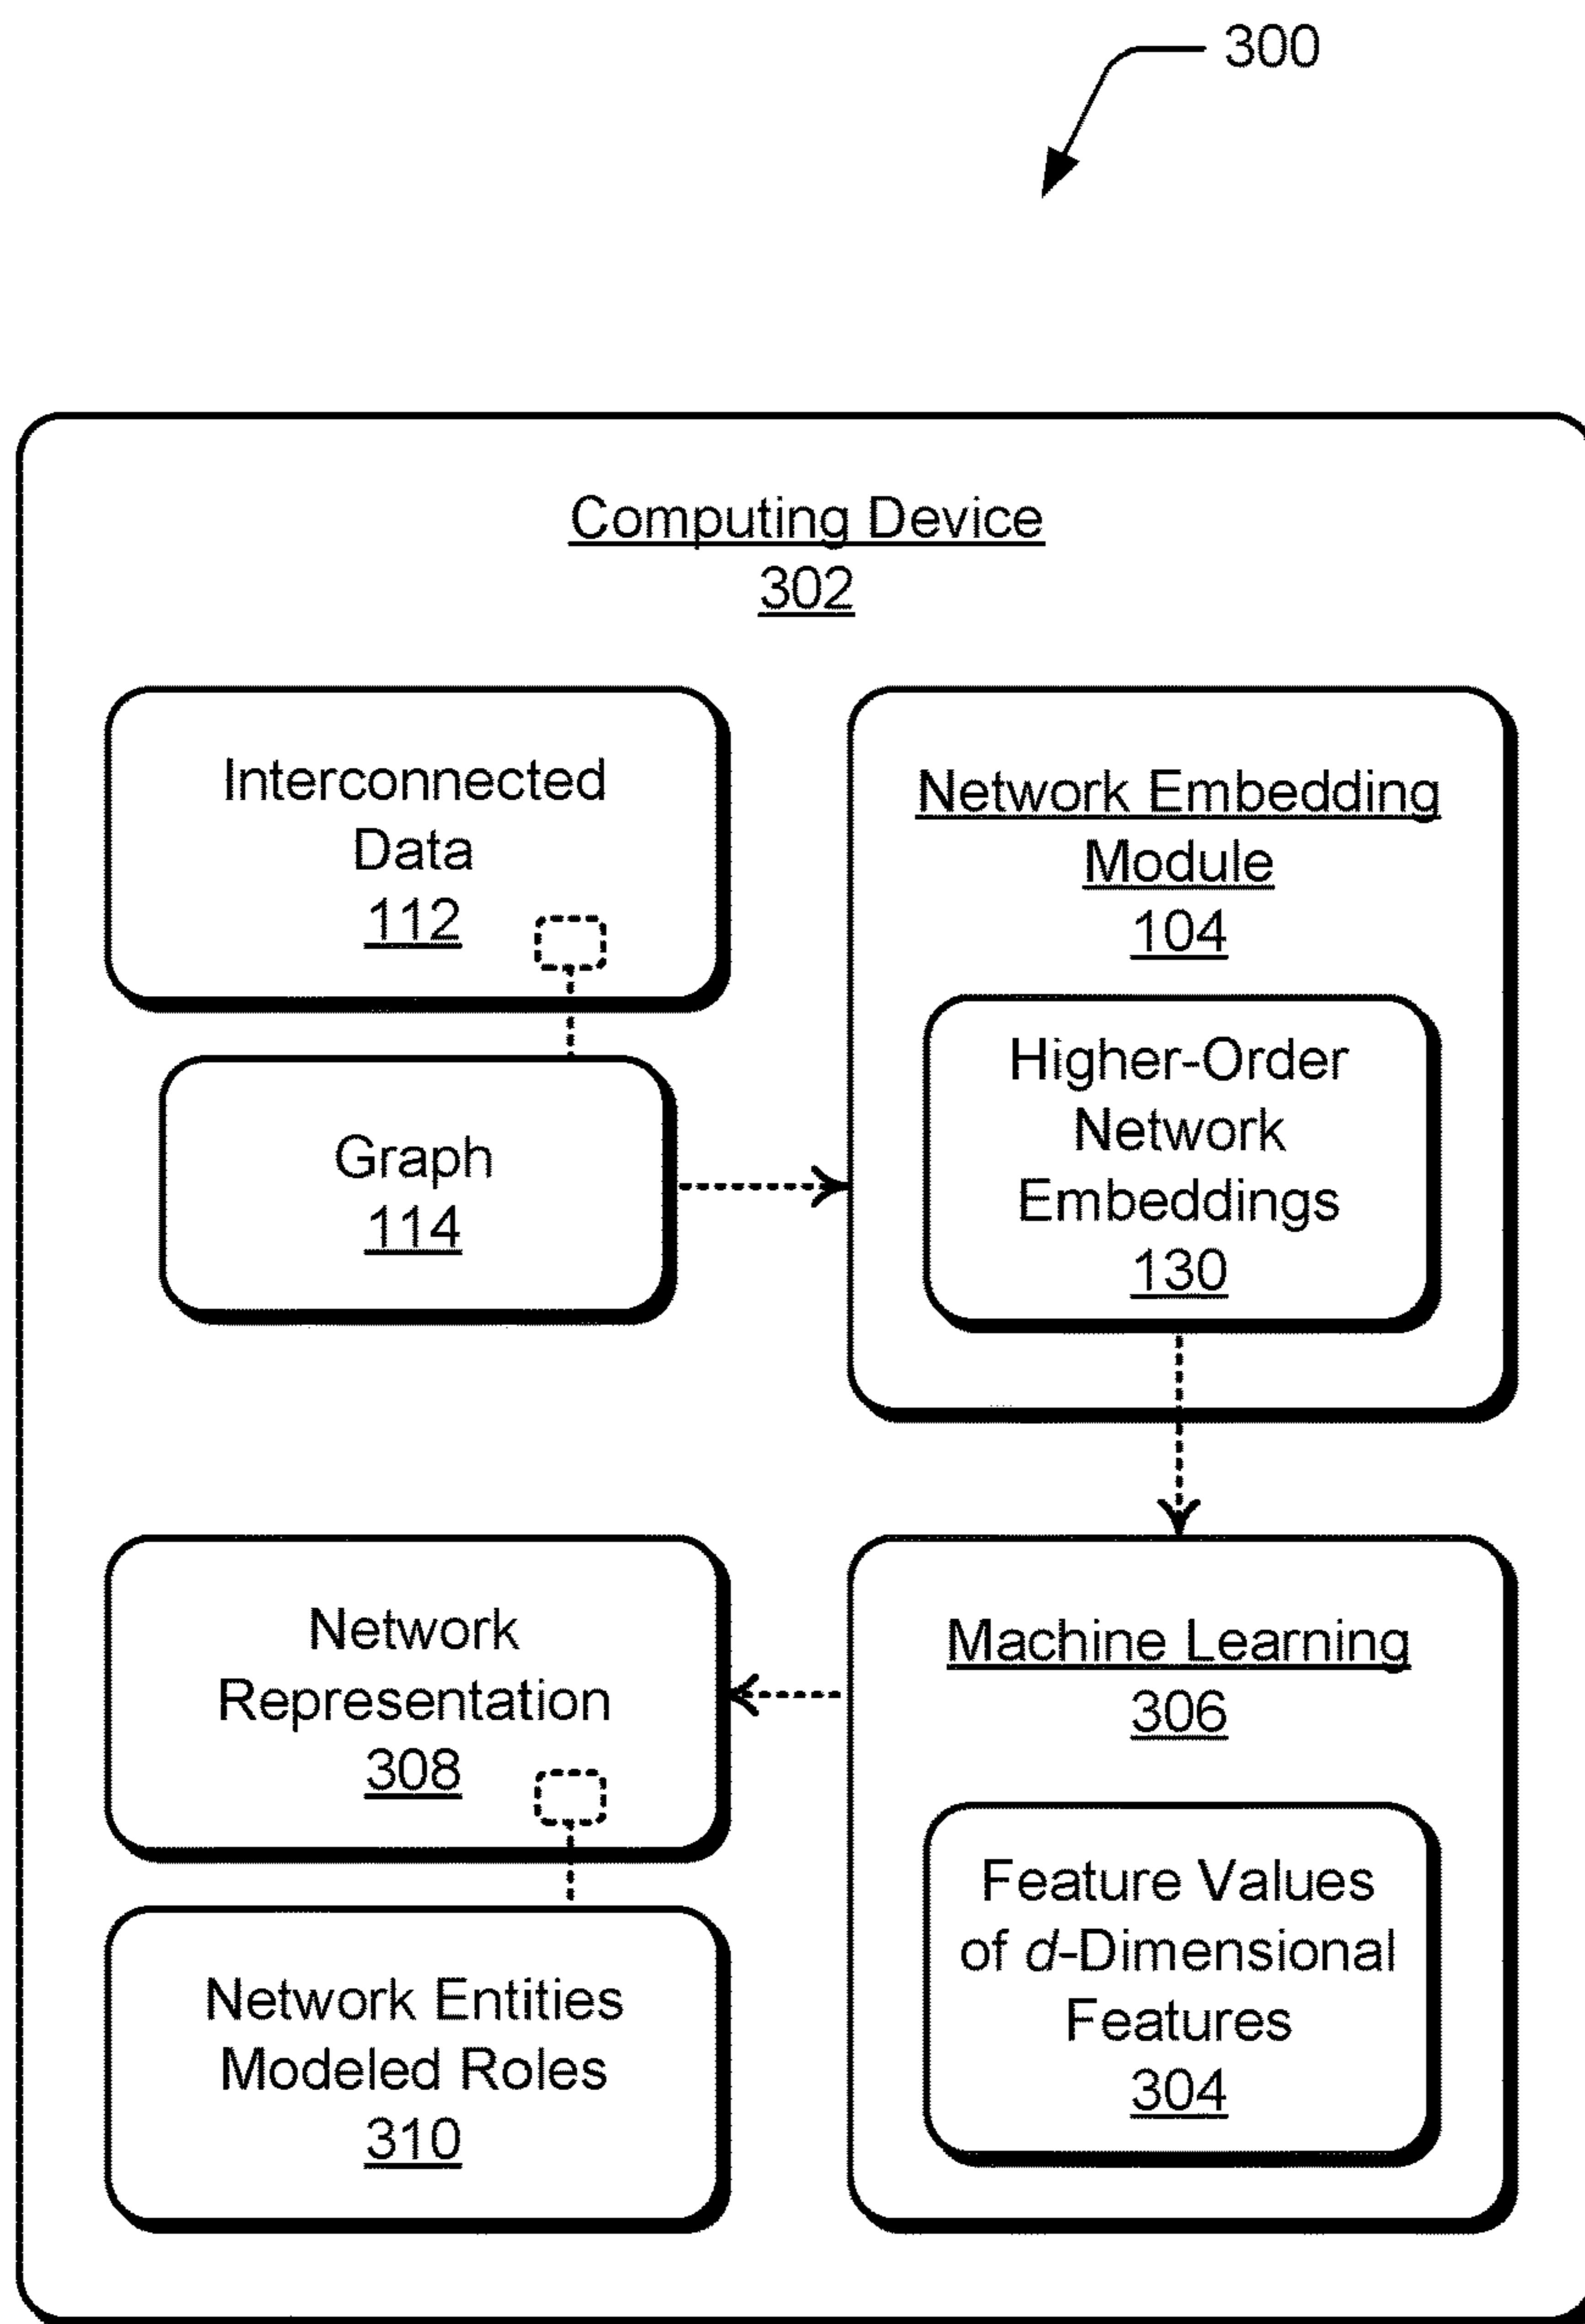 300
Computing Device
302
Interconnected
Data
112
Graph
114
Network Embedding
Module
104
Higher-Order
Network
Embeddings
130
Network
Representation
308
Network Entities
Modeled Roles
310
Machine Learning
306
Feature Values
of d-Dimensional
Features
304